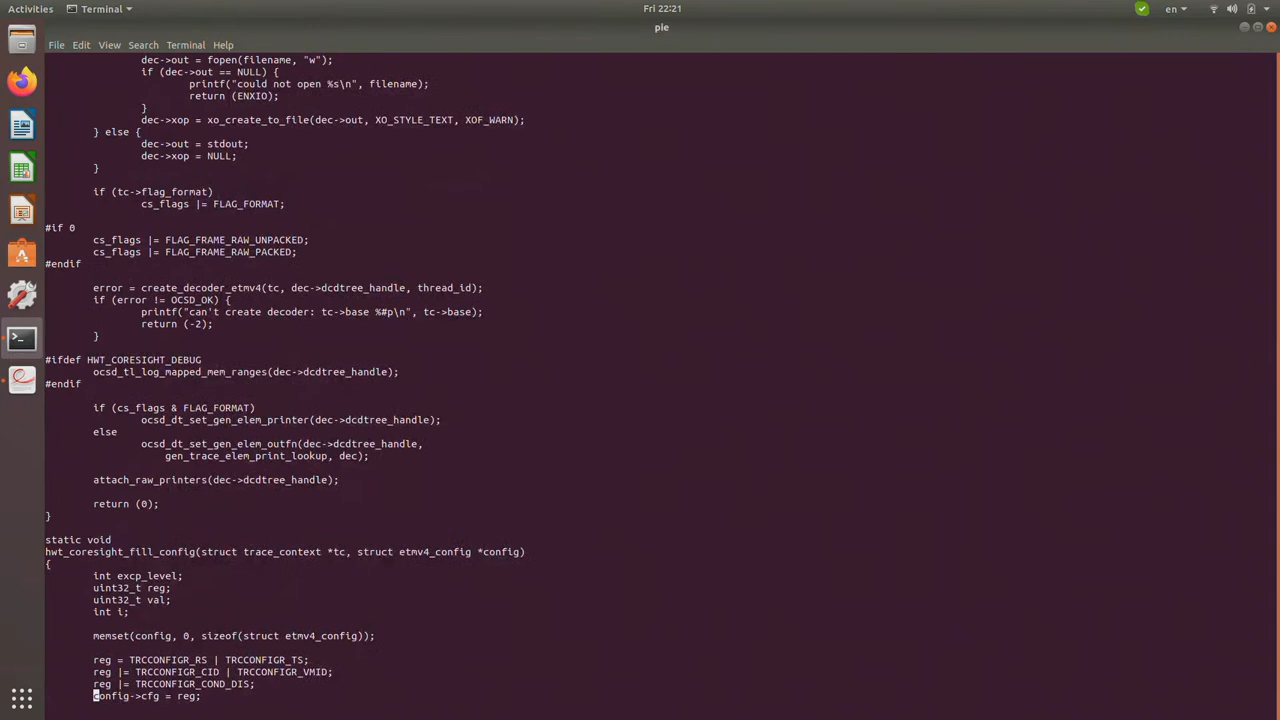 Activities Terminal Fri 22:21 en
pie
File Edit View Search Terminal Help
dec->out = fopen(filename, "w");
if (dec->out == NULL) {
printf("could not open %s\n", filename);
return (ENXIO);
}
dec->xop = xo_create_to_file(dec->out, XO_STYLE_TEXT, XOF_WARN);
} else {
dec->out = stdout;
dec->xop = NULL;
}
if (tc->flag_format)
cs_flags |= FLAG_FORMAT;
#if 0
cs_flags |= FLAG_FRAME_RAW_UNPACKED;
cs_flags |= FLAG_FRAME_RAW_PACKED;
#endif
error = create_decoder_etmv4(tc, dec->dcdtree_handle, thread_id);
if (error != OCSD_OK) {
printf("can't create decoder: tc->base %#p\n", tc->base);
return (-2);
}
#ifdef HWT_CORESIGHT_DEBUG
ocsd_tl_log_mapped_mem_ranges(dec->dcdtree_handle);
#endif
if (cs_flags & FLAG_FORMAT)
ocsd_dt_set_gen_elem_printer(dec->dcdtree_handle);
else
ocsd_dt_set_gen_elem_outfn(dec->dcdtree_handle,
gen_trace_elem_print_lookup, dec);
attach_raw_printers(dec->dcdtree_handle);
return (0);
}
static void
hwt_coresight_fill_config(struct trace_context *tc, struct etmv4_config *config)
{
int excp_level;
uint32_t reg;
uint32_t val;
int i;
memset(config, 0, sizeof(struct etmv4_config));
reg = TRCCONFIGR_RS | TRCCONFIGR_TS;
reg |= TRCCONFIGR_CID | TRCCONFIGR_VMID;
reg |= TRCCONFIGR_COND_DIS;
config->cfg = reg;